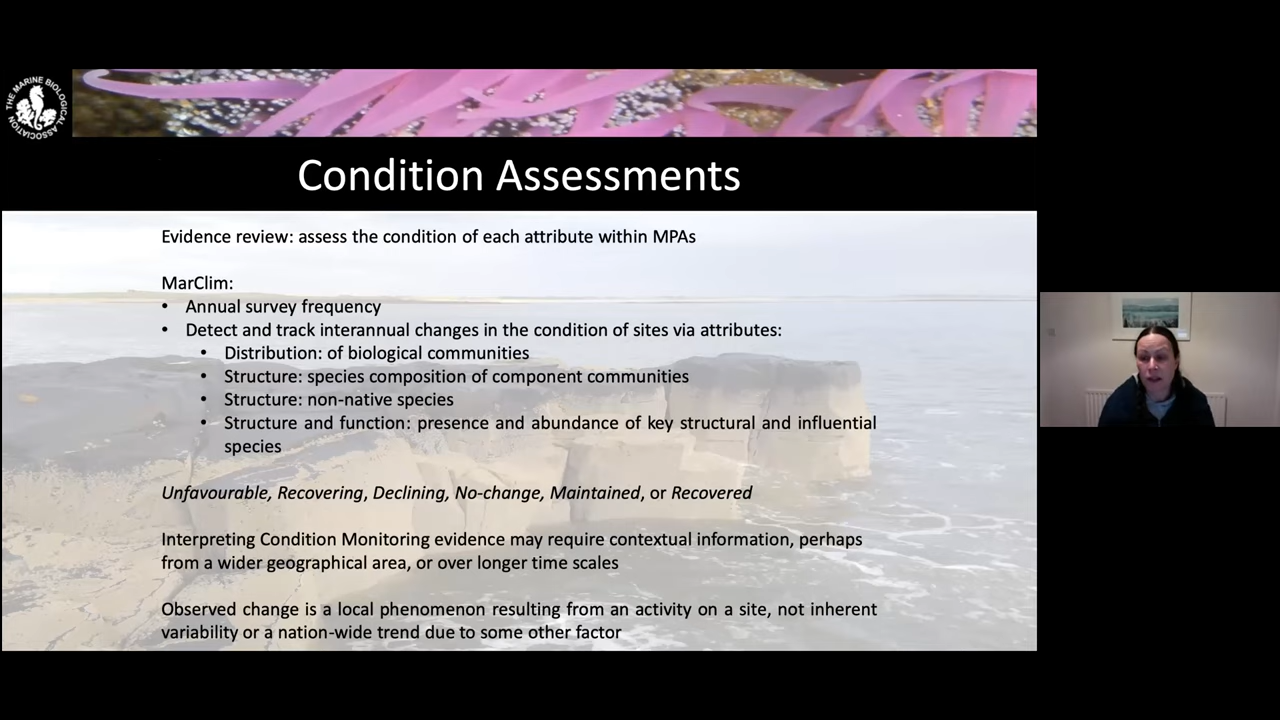 THE MARINE BIOLOGICAL ASSOCIATION
Condition Assessments
Evidence review: assess the condition of each attribute within MPAs
MarClim:
• Annual survey frequency
• Detect and track interannual changes in the condition of sites via attributes:
• Distribution: of biological communities
• Structure: species composition of component communities
• Structure: non-native species
• Structure and function: presence and abundance of key structural and influential
species
Unfavourable, Recovering, Declining, No-change, Maintained, or Recovered
Interpreting Condition Monitoring evidence may require contextual information, perhaps
from a wider geographical area, or over longer time scales
Observed change is a local phenomenon resulting from an activity on a site, not inherent
variability or a nation-wide trend due to some other factor